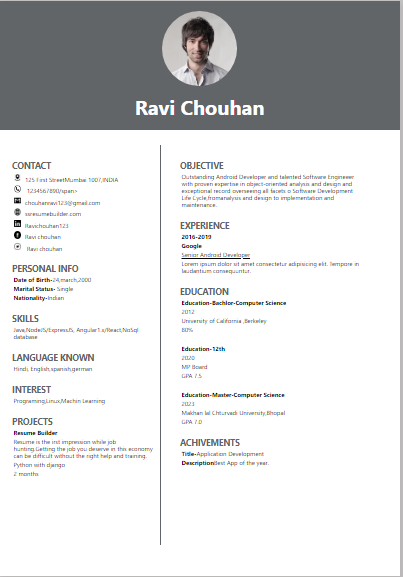 Ravi Chouhan
CONTACT
125 First StreetMumbai 1007,INDIA
1234567890/span>
chouhanravi123@gmail.com
ssresumebuilder.com
Ravichouhan123
Ravi chouhan
Ravi chouhan
PERSONAL INFO
Date of Birth-24,march,2000
Marital Status- Single
Nationality-Indian
SKILLS
Java,NodeJS/ExpressJS, Angular1.x/React,NoSql
database
LANGUAGE KNOWN
Hindi, English,spanish,german
INTEREST
Programing,Linux,Machin Learning
PROJECTS
Resume Builder
Resume is the irst impression while job
hunting.Getting the job you deserve in this economy
can be difficult without the right help and training.
Python with django
2 months
OBJECTIVE
Outstanding Android Developer and talented Software Engineeer
with proven expertise in object-oriented analysis and design and
exceptional record overseeing all facets o Software Development
Life Cycle,fromanalysis and design to implementation and
maintenance.
EXPERIENCE
2016-2019
Google
Senior Android Developer
Lorem ipsum dolor sit amet consectetur adipisicing elit. Tempore in
laudantium consequuntur.
EDUCATION
Education-Bachlor-Computer Science
2012
University of California ,Berkeley
80%
Education-12th
2020
MP Board
GPA 7.5
Education-Master-Computer Science
2023
Makhan lal Chturvadi University,Bhopal
GPA 7.0
ACHIVEMENTS
Title-Application Development
DescriptionBest App of the year.